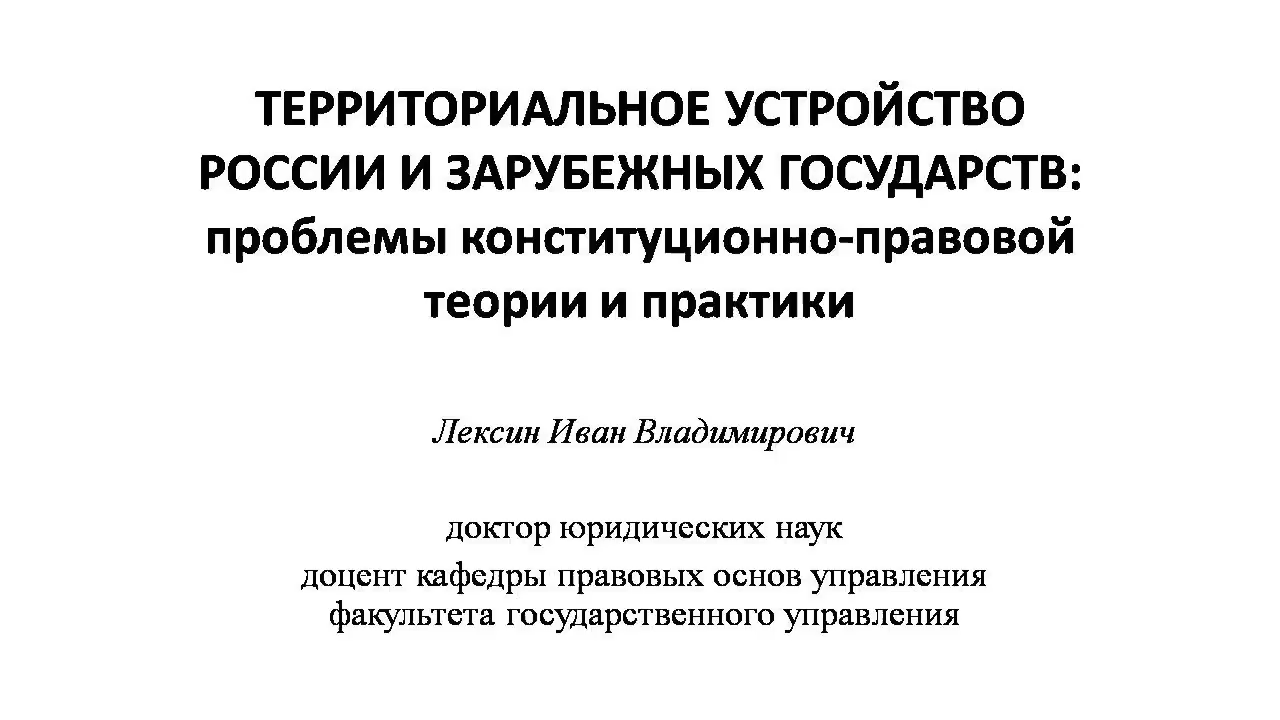 ТЕРРИТОРИАЛЬНОЕ УСТРОЙСТВО
РОССИИ И ЗАРУБЕЖНЫХ ГОСУДАРСТВ:
проблемы конституционно-правовой
теории и практики
Лексин Иван Владимирович
доктор юридических наук
доцент кафедры правовых основ управления
факультета государственного управления